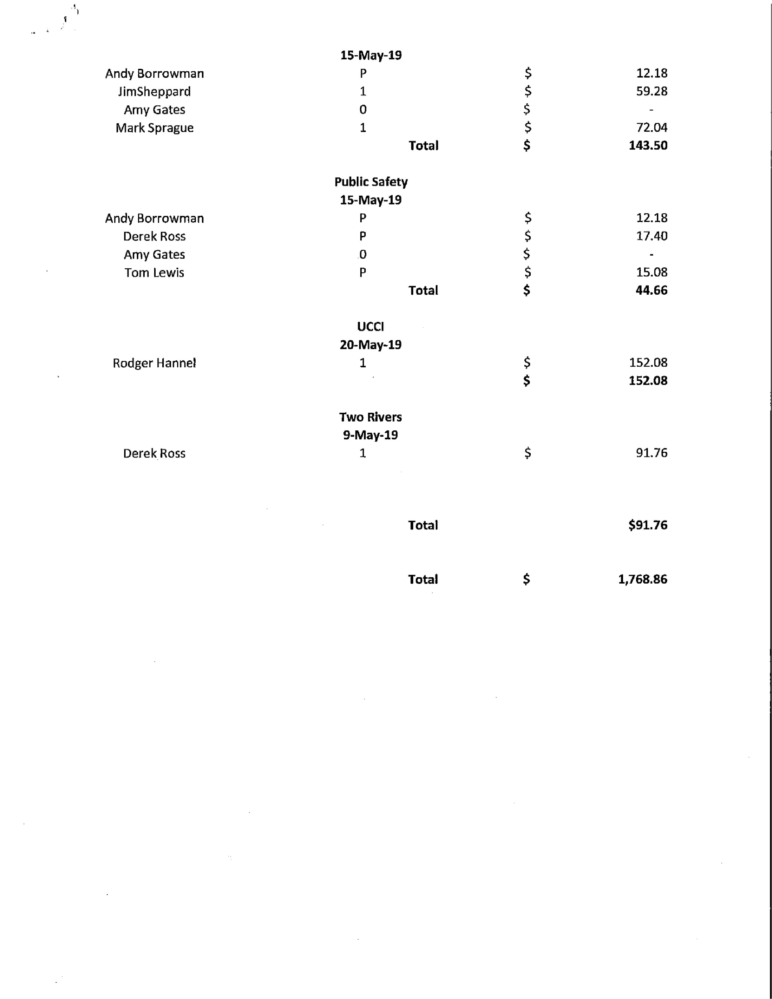 15-May-19
Andy Borrowman P $ 12.18
JimSheppard 1 $ 59.28
Amy Gates 0 $ -
Mark Sprague 1 $ 72.04
Total $ 143.50
Public Safety
15-May-19
Andy Borrowman P $ 12.18
Derek Ross P $ 17.40
Amy Gates 0 $ -
Tom Lewis P $ 15.08
Total $ 44.66
UCCI
20-May-19
Rodger Hannel 1 $ 152.08
$ 152.08
Two Rivers
9-May-19
Derek Ross 1 $ 91.76
Total $91.76
Total $ 1,768.86